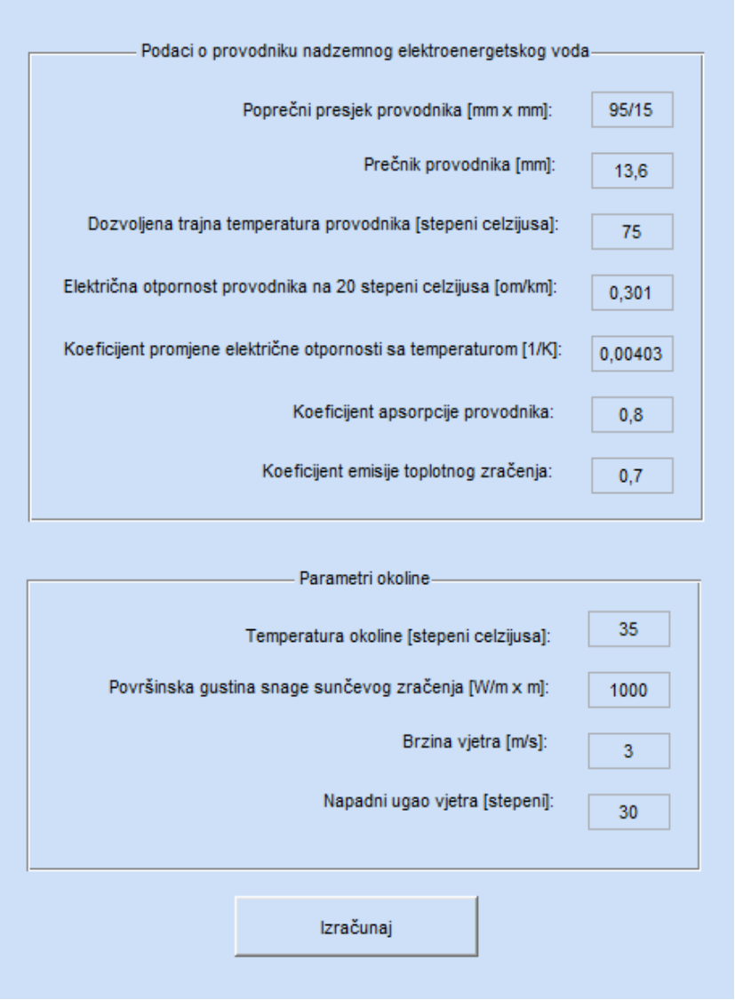 Podaci o provodniku nadzemnog elektroenergetskog voda
Poprečni presjek provodnika [mm x mm]: 95/15
Prečnik provodnika [mm]: 13,6
Dozvoljena trajna temperatura provodnika [stepeni celzijusa]: 75
Električna otpornost provodnika na 20 stepeni celzijusa [om/km]: 0,301
Koeficijent promjene električne otpornosti sa temperaturom [1/K]: 0,00403
Koeficijent apsorpcije provodnika: 0,8
Koeficijent emisije toplotnog zračenja: 0,7
Parametri okoline
Temperatura okoline [stepeni celzijusa]: 35
Površinska gustina snage sunčevog zračenja [W/m x m]: 1000
Brzina vjetra [m/s]: 3
Napadni ugao vjetra [stepeni]: 30
Izračunaj